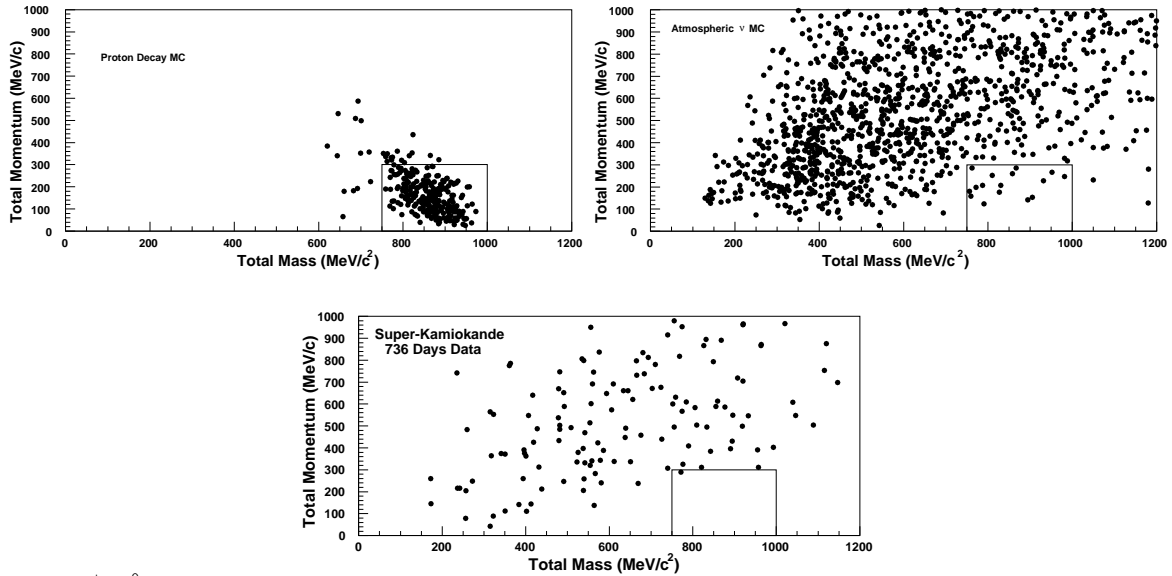 Proton Decay MC
Total Momentum (MeV/c)
1000
900
800
700
600
500
400
300
200
100
0
0 200 400 600 800 1000 1200
Total Mass (MeV/c²)
Atmospheric ν MC
Total Momentum (MeV/c)
1000
900
800
700
600
500
400
300
200
100
0
0 200 400 600 800 1000 1200
Total Mass (MeV/c²)
Super-Kamiokande
736 Days Data
Total Momentum (MeV/c)
1000
900
800
700
600
500
400
300
200
100
0
0 200 400 600 800 1000 1200
Total Mass (MeV/c²)